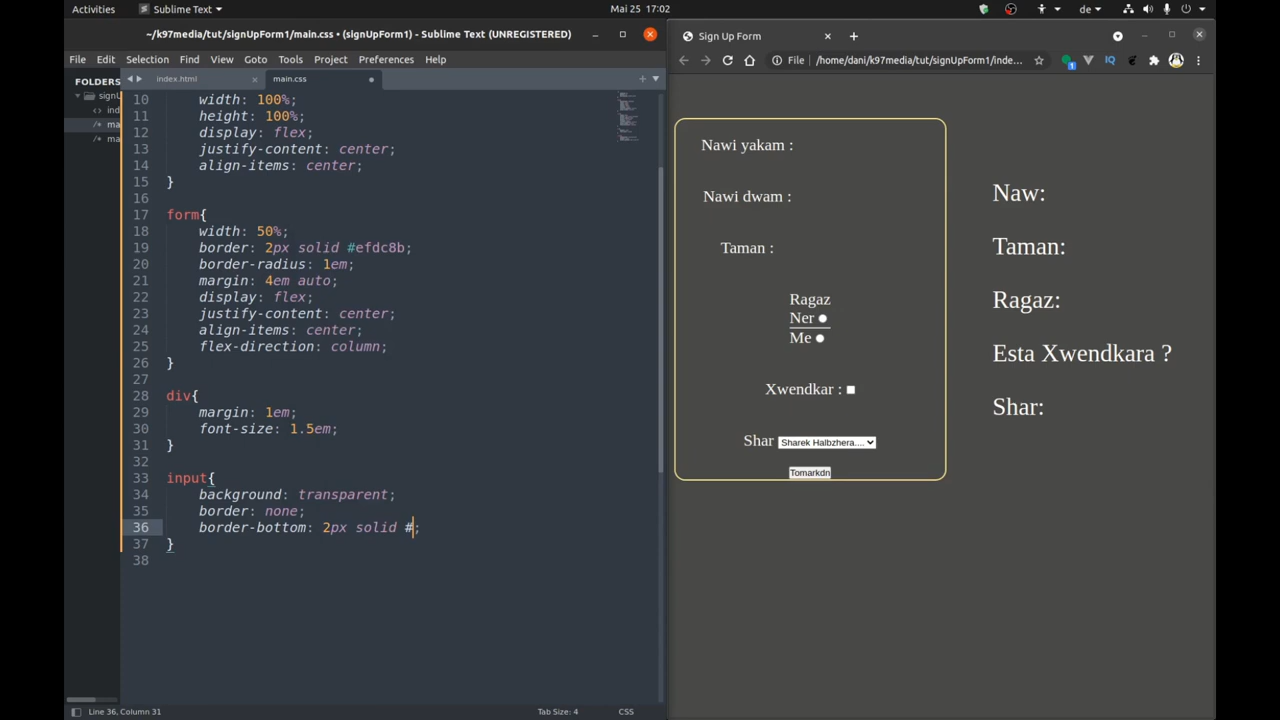 Activities
Sublime Text
Mai 25 17:02
de
~/k97media/tut/signUpForm1/main.css • (signUpForm1) - Sublime Text (UNREGISTERED)
File Edit Selection Find View Goto Tools Project Preferences Help
FOLDERS
signU
ind
ma
ma
index.html
main.css
10 width: 100%;
11 height: 100%;
12 display: flex;
13 justify-content: center;
14 align-items: center;
15 }
16
17 form{
18 width: 50%;
19 border: 2px solid #efdc8b;
20 border-radius: 1em;
21 margin: 4em auto;
22 display: flex;
23 justify-content: center;
24 align-items: center;
25 flex-direction: column;
26 }
27
28 div{
29 margin: 1em;
30 font-size: 1.5em;
31 }
32
33 input{
34 background: transparent;
35 border: none;
36 border-bottom: 2px solid #;
37 }
38
Line 36, Column 31
Tab Size: 4
CSS
Sign Up Form
File
/home/dani/k97media/tut/signUpForm1/inde...
1
IQ
Nawi yakam :
Nawi dwam :
Taman :
Ragaz
Ner
Me
Xwendkar :
Shar Sharek Halbzhera....
Tomarkdn
Naw:
Taman:
Ragaz:
Esta Xwendkara ?
Shar: